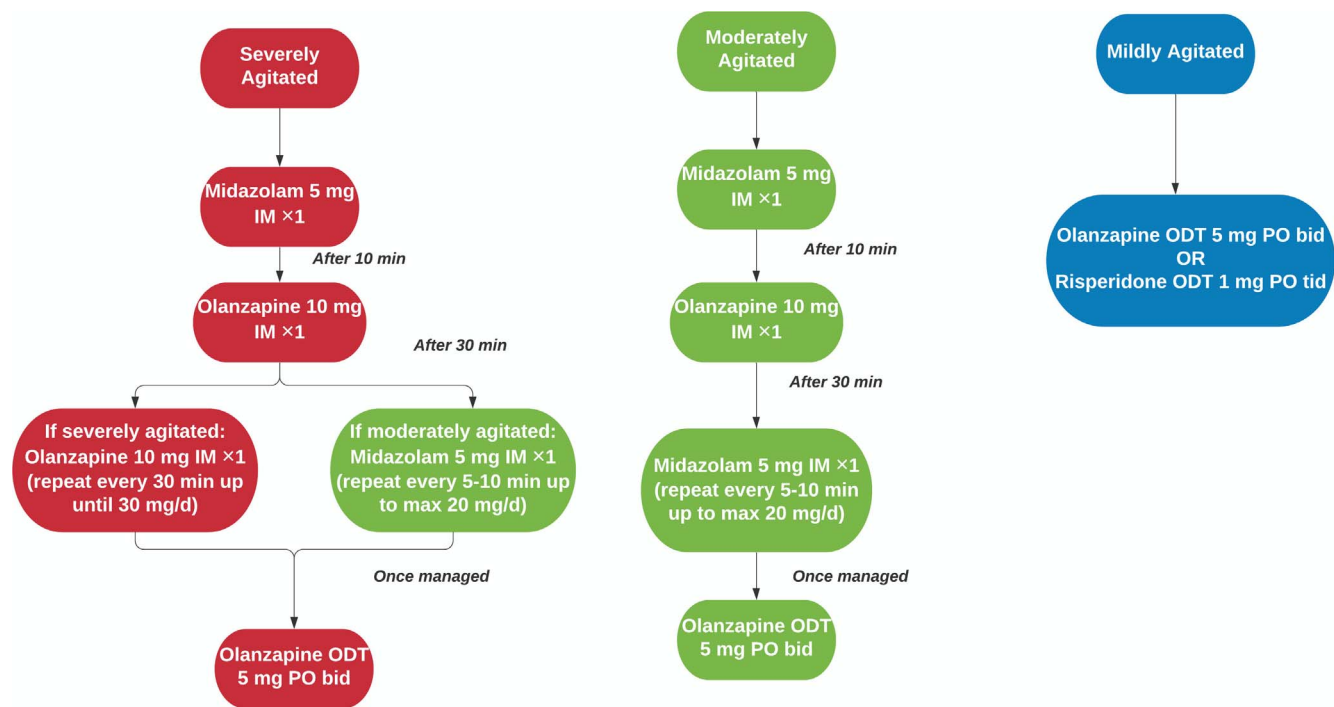 Severely
Agitated
Midazolam 5 mg
IM ×1
After 10 min
Olanzapine 10 mg
IM ×1
After 30 min
If severely agitated:
Olanzapine 10 mg IM ×1
(repeat every 30 min up
until 30 mg/d)
If moderately agitated:
Midazolam 5 mg IM ×1
(repeat every 5-10 min up
to max 20 mg/d)
Once managed
Olanzapine ODT
5 mg PO bid
Moderately
Agitated
Midazolam 5 mg
IM ×1
After 10 min
Olanzapine 10 mg
IM ×1
After 30 min
Midazolam 5 mg IM ×1
(repeat every 5-10 min
up to max 20 mg/d)
Once managed
Olanzapine ODT
5 mg PO bid
Mildly Agitated
Olanzapine ODT 5 mg PO bid
OR
Risperidone ODT 1 mg PO tid